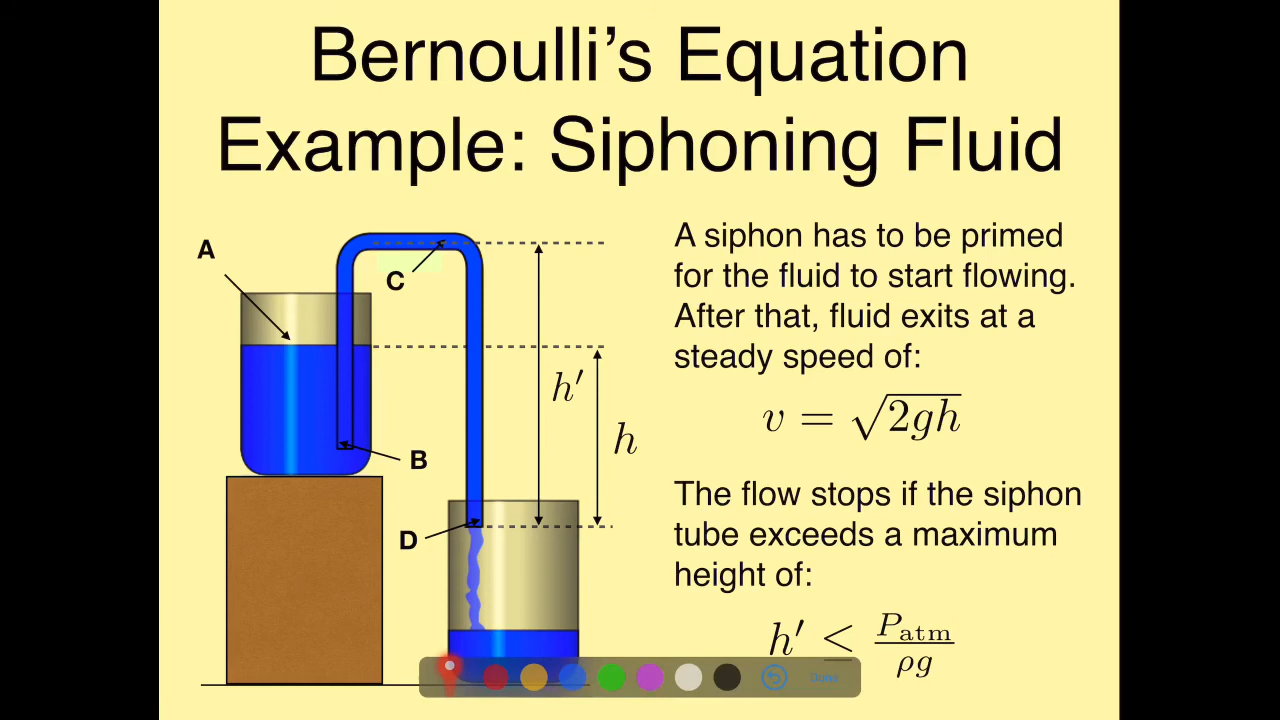 Bernoulli's Equation
Example: Siphoning Fluid
A
C
B
D
h′
h
A siphon has to be primed
for the fluid to start flowing.
After that, fluid exits at a
steady speed of:
v = √2gh
The flow stops if the siphon
tube exceeds a maximum
height of:
h′ ≤ P_atm/ρg